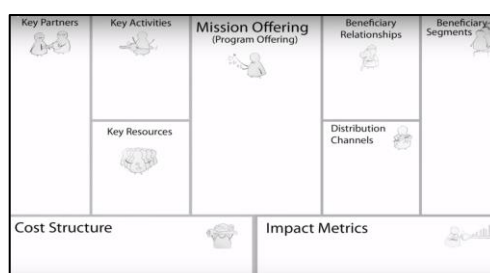 Key Partners
Key Activities
Mission Offering
(Program Offering)
Beneficiary
Relationships
Beneficiary
Segments
Key Resources
Distribution
Channels
Cost Structure
Impact Metrics